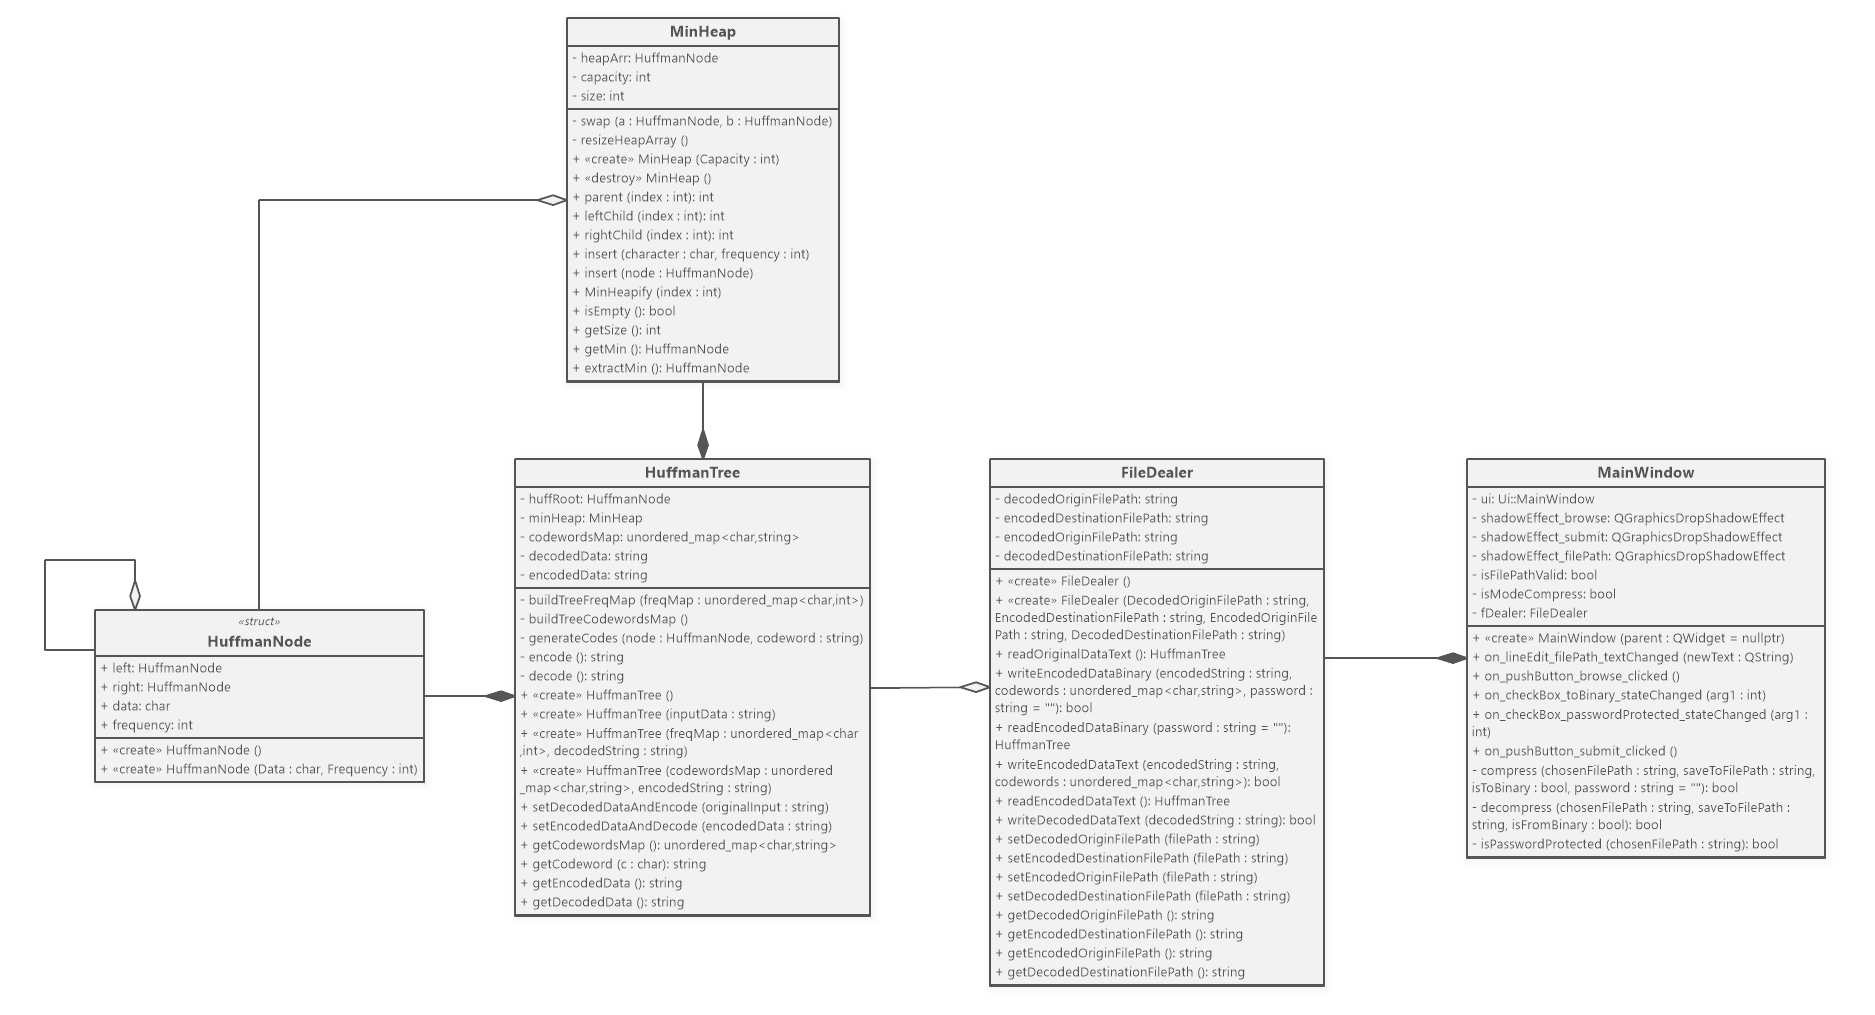 MinHeap
- heapArr: HuffmanNode
- capacity: int
- size: int
- swap (a : HuffmanNode, b : HuffmanNode)
- resizeHeapArray ()
+ «create» MinHeap (Capacity : int)
+ «destroy» MinHeap ()
+ parent (index : int): int
+ leftChild (index : int): int
+ rightChild (index : int): int
+ insert (character : char, frequency : int)
+ insert (node : HuffmanNode)
+ MinHeapify (index : int)
+ isEmpty (): bool
+ getSize (): int
+ getMin (): HuffmanNode
+ extractMin (): HuffmanNode
«struct»
HuffmanNode
+ left: HuffmanNode
+ right: HuffmanNode
+ data: char
+ frequency: int
+ «create» HuffmanNode ()
+ «create» HuffmanNode (Data : char, Frequency : int)
HuffmanTree
- huffRoot: HuffmanNode
- minHeap: MinHeap
- codewordsMap: unordered_map<char,string>
- decodedData: string
- encodedData: string
- buildTreeFreqMap (freqMap : unordered_map<char,int>)
- buildTreeCodewordsMap ()
- generateCodes (node : HuffmanNode, codeword : string)
- encode (): string
- decode (): string
+ «create» HuffmanTree ()
+ «create» HuffmanTree (inputData : string)
+ «create» HuffmanTree (freqMap : unordered_map<char
,int>, decodedString : string)
+ «create» HuffmanTree (codewordsMap : unordered
_map<char,string>, encodedString : string)
+ setDecodedDataAndEncode (originalInput : string)
+ setEncodedDataAndDecode (encodedData : string)
+ getCodewordsMap (): unordered_map<char,string>
+ getCodeword (c : char): string
+ getEncodedData (): string
+ getDecodedData (): string
FileDealer
- decodedOriginFilePath: string
- encodedDestinationFilePath: string
- encodedOriginFilePath: string
- decodedDestinationFilePath: string
+ «create» FileDealer ()
+ «create» FileDealer (DecodedOriginFilePath : string,
EncodedDestinationFilePath : string, EncodedOriginFile
Path : string, DecodedDestinationFilePath : string)
+ readOriginalDataText (): HuffmanTree
+ writeEncodedDataBinary (encodedString : string,
codewords : unordered_map<char,string>, password :
string = ""): bool
+ readEncodedDataBinary (password : string = ""):
HuffmanTree
+ writeEncodedDataText (encodedString : string,
codewords : unordered_map<char,string>): bool
+ readEncodedDataText (): HuffmanTree
+ writeDecodedDataText (decodedString : string): bool
+ setDecodedOriginFilePath (filePath : string)
+ setEncodedDestinationFilePath (filePath : string)
+ setEncodedOriginFilePath (filePath : string)
+ setDecodedDestinationFilePath (filePath : string)
+ getDecodedOriginFilePath (): string
+ getEncodedDestinationFilePath (): string
+ getEncodedOriginFilePath (): string
+ getDecodedDestinationFilePath (): string
MainWindow
- ui: Ui::MainWindow
- shadowEffect_browse: QGraphicsDropShadowEffect
- shadowEffect_submit: QGraphicsDropShadowEffect
- shadowEffect_filePath: QGraphicsDropShadowEffect
- isFilePathValid: bool
- isModeCompress: bool
- fDealer: FileDealer
+ «create» MainWindow (parent : QWidget = nullptr)
+ on_lineEdit_filePath_textChanged (newText : QString)
+ on_pushButton_browse_clicked ()
+ on_checkBox_toBinary_stateChanged (arg1 : int)
+ on_checkBox_passwordProtected_stateChanged (arg1 :
int)
+ on_pushButton_submit_clicked ()
- compress (chosenFilePath : string, saveToFilePath : string,
isToBinary : bool, password : string = ""): bool
- decompress (chosenFilePath : string, saveToFilePath :
string, isFromBinary : bool): bool
- isPasswordProtected (chosenFilePath : string): bool